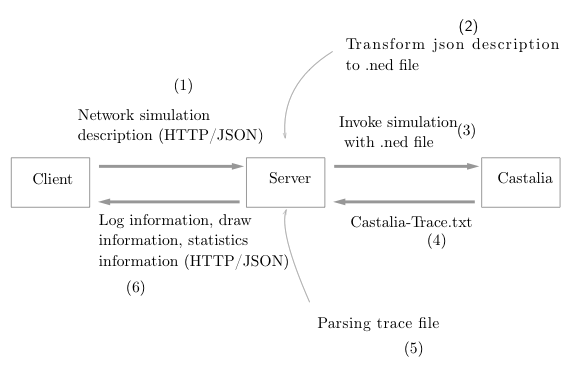 (2)
Transform json description
to .ned file
(1)
Network simulation
description (HTTP/JSON)
Invoke simulation
with .ned file
(3)
Client
Server
Castalia
Log information, draw
information, statistics
information (HTTP/JSON)
(6)
Castalia-Trace.txt
(4)
Parsing trace file
(5)